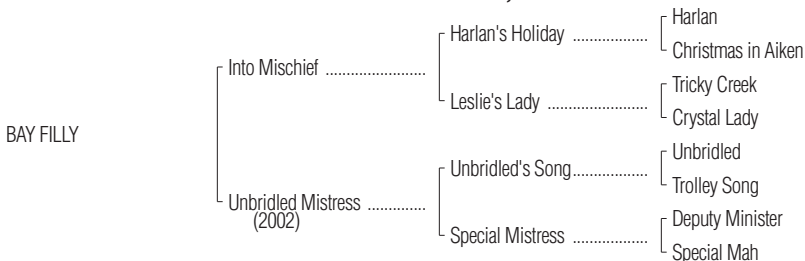 Harlan
Harlan's Holiday ..................
Christmas in Aiken
Into Mischief ........................
Tricky Creek
Leslie's Lady ........................
Crystal Lady
BAY FILLY
Unbridled
Unbridled's Song..................
Trolley Song
Unbridled Mistress ..............
(2002)
Deputy Minister
Special Mistress ..................
Special Mah